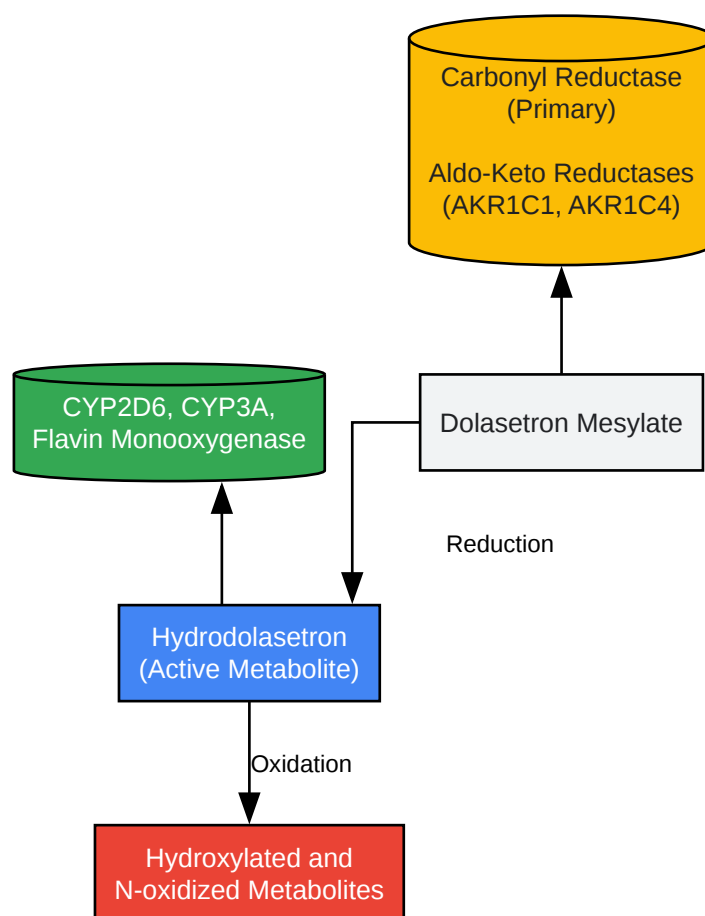 Carbonyl Reductase
(Primary)
Aldo-Keto Reductases
(AKR1C1, AKR1C4)
CYP2D6, CYP3A,
Flavin Monooxygenase
Dolasetron Mesylate
Reduction
Hydrodolasetron
(Active Metabolite)
Oxidation
Hydroxylated and
N-oxidized Metabolites